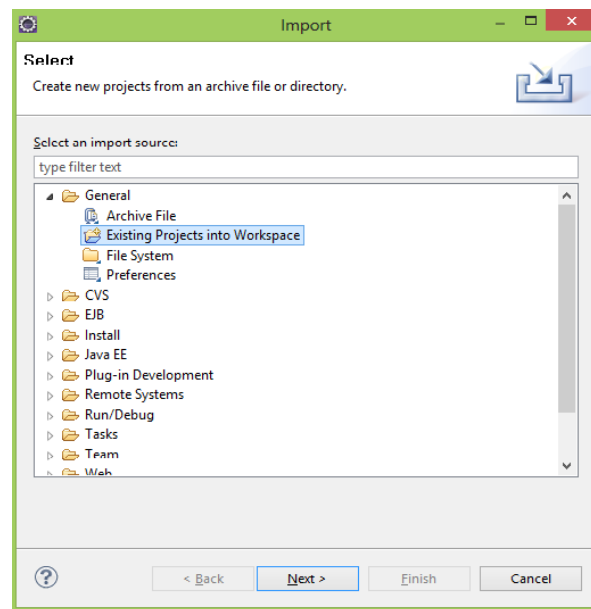 Import
Select
Create new projects from an archive file or directory.
Select an import source:
type filter text
General
Archive File
Existing Projects into Workspace
File System
Preferences
CVS
EJB
Install
Java EE
Plug-in Development
Remote Systems
Run/Debug
Tasks
Team
Web
? < Back Next > Finish Cancel